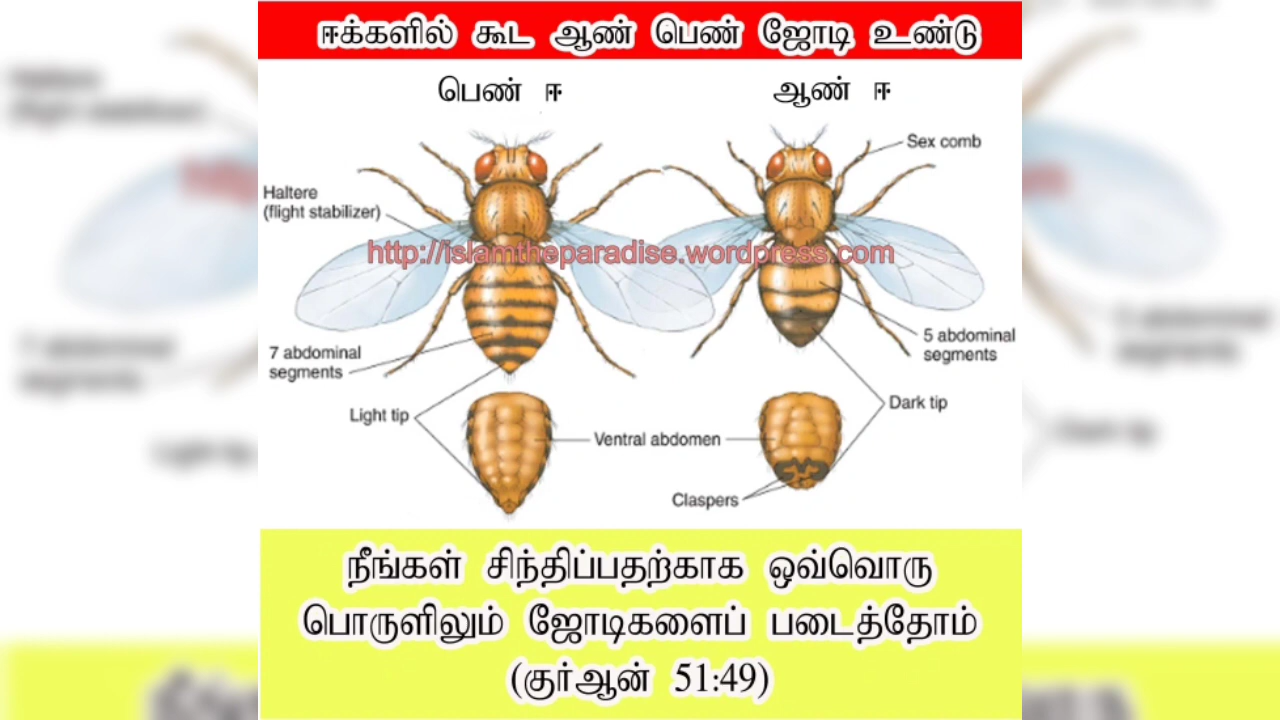 ஈக்களில் கூட ஆண் பெண் ஜோடி உண்டு
பெண் ஈ
ஆண் ஈ
Sex comb
Haltere
(flight stabilizer)
http://islamtheparadise.wordpress.com
7 abdominal
segments
5 abdominal
segments
Light tip
Dark tip
Ventral abdomen
Claspers
நீங்கள் சிந்திப்பதற்காக ஒவ்வொரு
பொருளிலும் ஜோடிகளைப் படைத்தோம்
(குர்ஆன் 51:49)